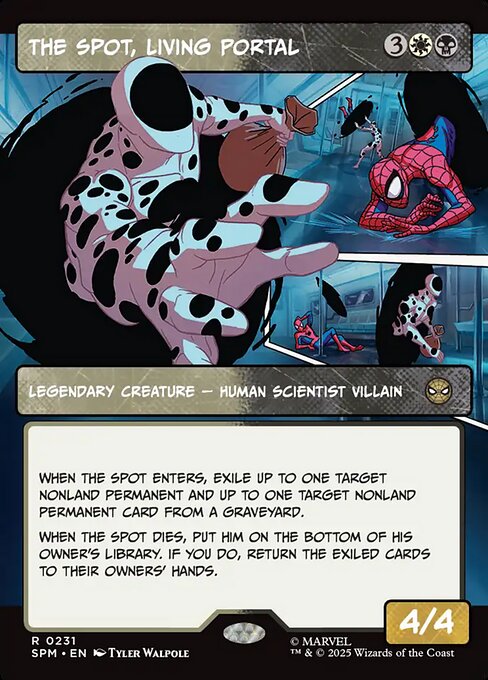 THE SPOT, LIVING PORTAL 3
LEGENDARY CREATURE — HUMAN SCIENTIST VILLAIN
WHEN THE SPOT ENTERS, EXILE UP TO ONE TARGET
NONLAND PERMANENT AND UP TO ONE TARGET NONLAND
PERMANENT CARD FROM A GRAVEYARD.
WHEN THE SPOT DIES, PUT HIM ON THE BOTTOM OF HIS
OWNER'S LIBRARY. IF YOU DO, RETURN THE EXILED CARDS
TO THEIR OWNERS' HANDS.
4/4
R 0231
SPM • EN TYLER WALPOLE
© MARVEL
™ & © 2025 Wizards of the Coast